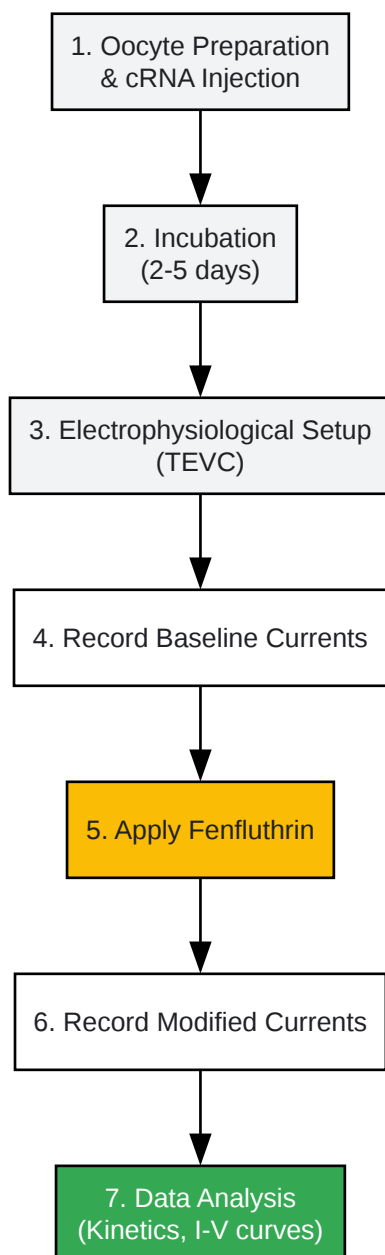 1. Oocyte Preparation
& cRNA Injection
2. Incubation
(2-5 days)
3. Electrophysiological Setup
(TEVC)
4. Record Baseline Currents
5. Apply Fenfluthrin
6. Record Modified Currents
7. Data Analysis
(Kinetics, I-V curves)